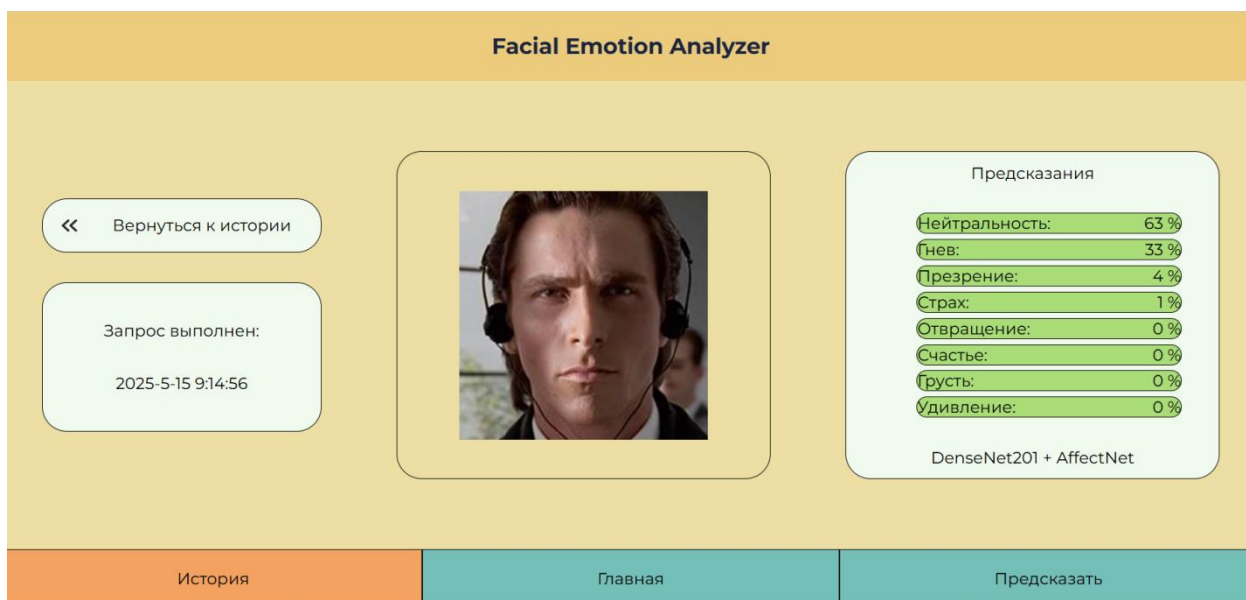 Facial Emotion Analyzer
Вернуться к истории
Запрос выполнен:
2025-5-15 9:14:56
Предсказания
Нейтральность: 63 %
Гнев: 33 %
Презрение: 4 %
Страх: 1 %
Отвращение: 0 %
Счастье: 0 %
Грусть: 0 %
Удивление: 0 %
DenseNet201 + AffectNet
История
Главная
Предсказать